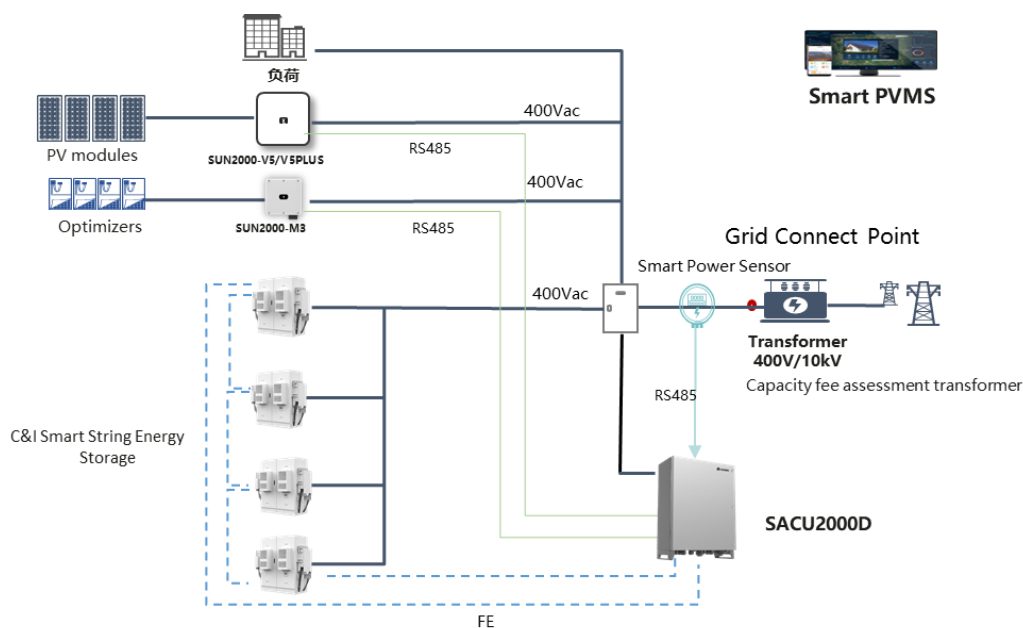 负荷
Smart PVMS
400Vac
PV modules
SUN2000-V5/V5PLUS
RS485
400Vac
Optimizers
SUN2000-M3
RS485
Grid Connect Point
Smart Power Sensor
400Vac
Transformer
400V/10kV
Capacity fee assessment transformer
RS485
C&I Smart String Energy
Storage
SACU2000D
FE